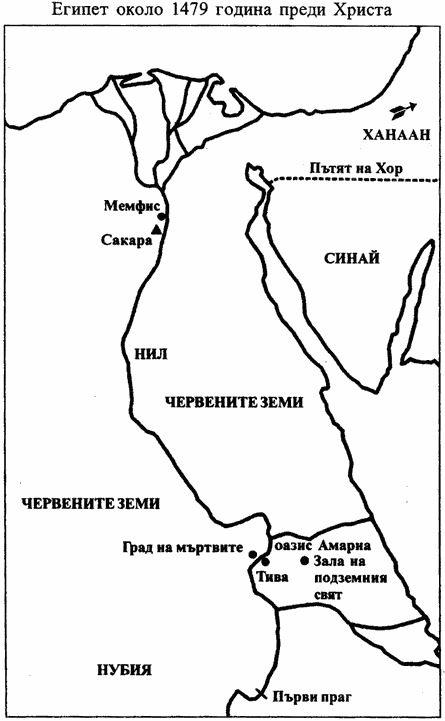 Египет около 1479 година преди Христа
ХАНААН
Пътят на Хор
Мемфис
Сакара
СИНАЙ
НИЛ
ЧЕРВЕНИТЕ ЗЕМИ
ЧЕРВЕНИТЕ ЗЕМИ
Град на мъртвите
оазис Амарна
Тива
Зала на
подземния
свят
НУБИЯ
Първи праг